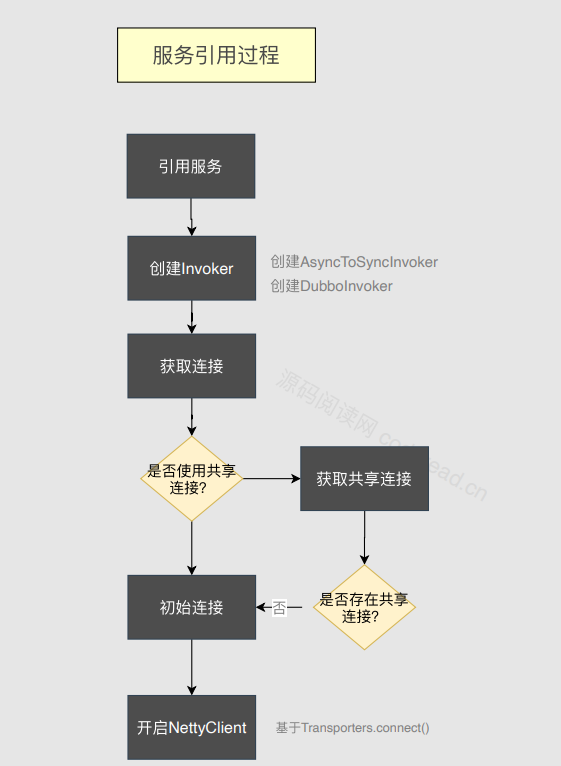 服务引用过程
引用服务
创建Invoker
创建AsyncToSyncInvoker
创建DubboInvoker
获取连接
源码阅读网
是否使用共享
连接?
获取共享连接
初始连接
否
是否存在共享
连接?
开启NettyClient
基于Transporters.connect()